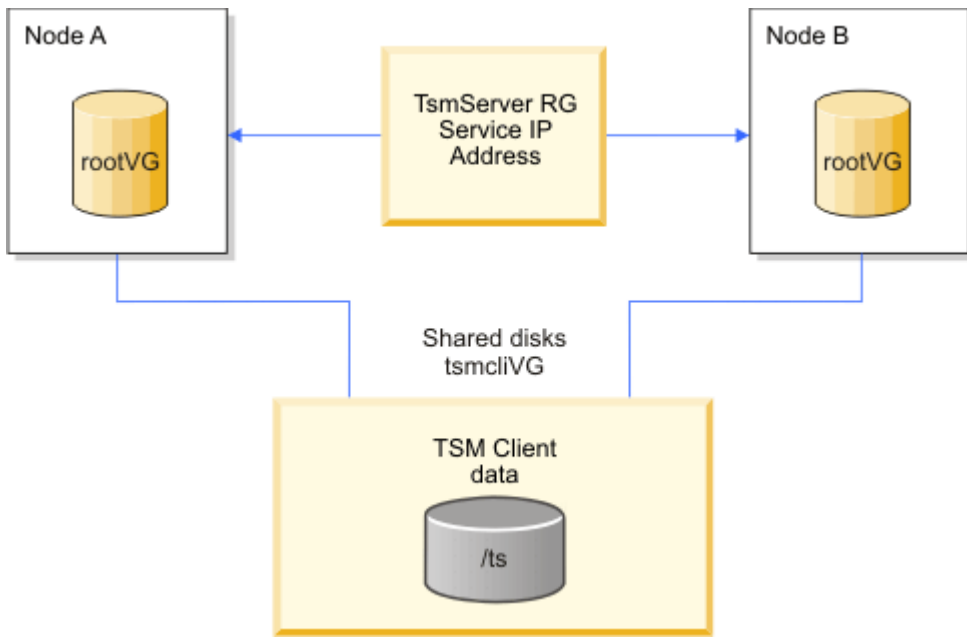 Node A
Node B
TsmServer RG
Service IP
Address
rootVG
rootVG
Shared disks
tsmcliVG
TSM Client
data
/ts